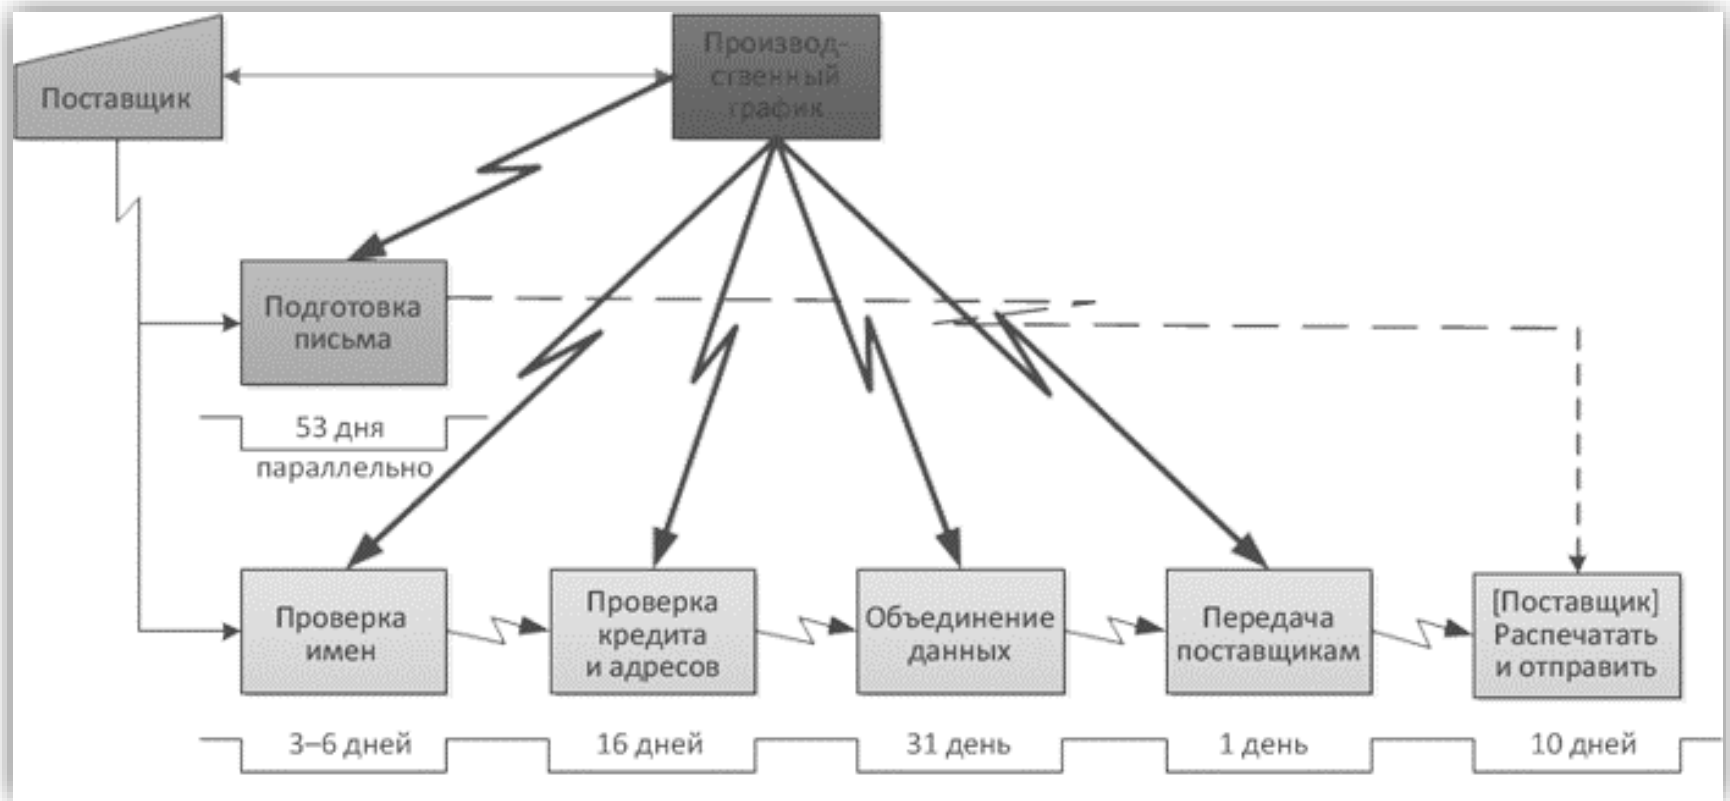 Поставщик
Производ-
ственный
график
Подготовка
письма
53 дня
параллельно
Проверка
имен
Проверка
кредита
и адресов
Объединение
данных
Передача
поставщикам
[Поставщик]
Распечатать
и отправить
3–6 дней
16 дней
31 день
1 день
10 дней